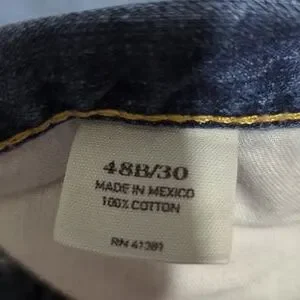 48B/30
MADE IN MEXICO
100% COTTON
RN 41381